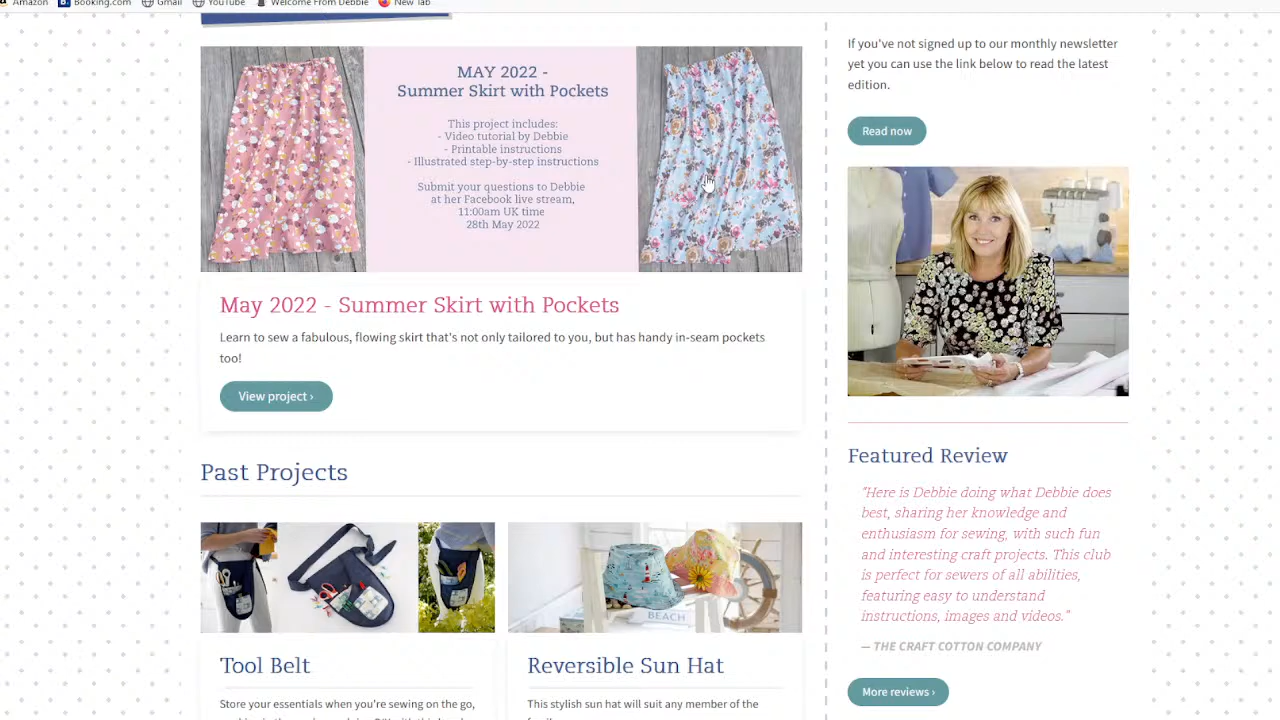 Amazon
Booking.com
Gmail
YouTube
Welcome From Debbie
New Tab
MAY 2022 -
Summer Skirt with Pockets
This project includes:
- Video tutorial by Debbie
- Printable instructions
- Illustrated step-by-step instructions
Submit your questions to Debbie
at her Facebook live stream,
11:00am UK time
28th May 2022
May 2022 - Summer Skirt with Pockets
Learn to sew a fabulous, flowing skirt that's not only tailored to you, but has handy in-seam pockets
too!
View project ›
Past Projects
BEACH
Tool Belt
Store your essentials when you're sewing on the go,
Reversible Sun Hat
This stylish sun hat will suit any member of the
If you've not signed up to our monthly newsletter
yet you can use the link below to read the latest
edition.
Read now
Featured Review
"Here is Debbie doing what Debbie does
best, sharing her knowledge and
enthusiasm for sewing, with such fun
and interesting craft projects. This club
is perfect for sewers of all abilities,
featuring easy to understand
instructions, images and videos."
— THE CRAFT COTTON COMPANY
More reviews ›